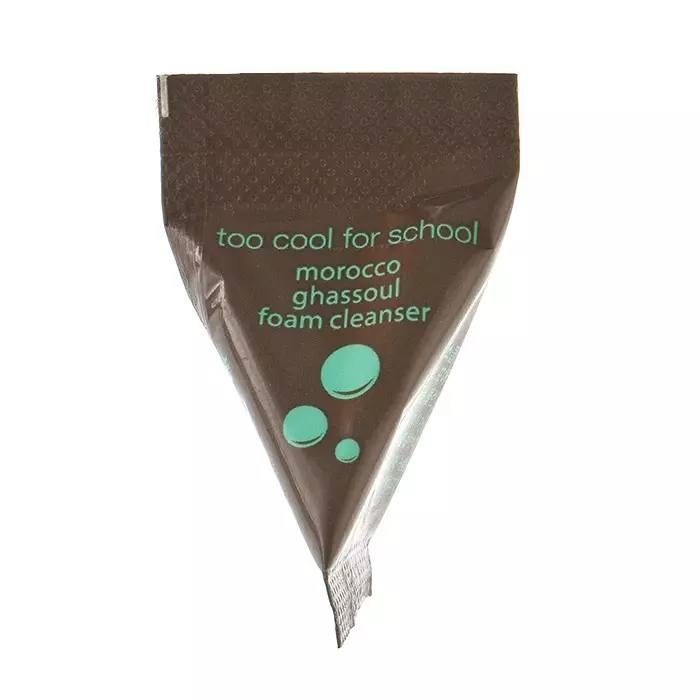 too cool for school
morocco
ghassoul
foam cleanser